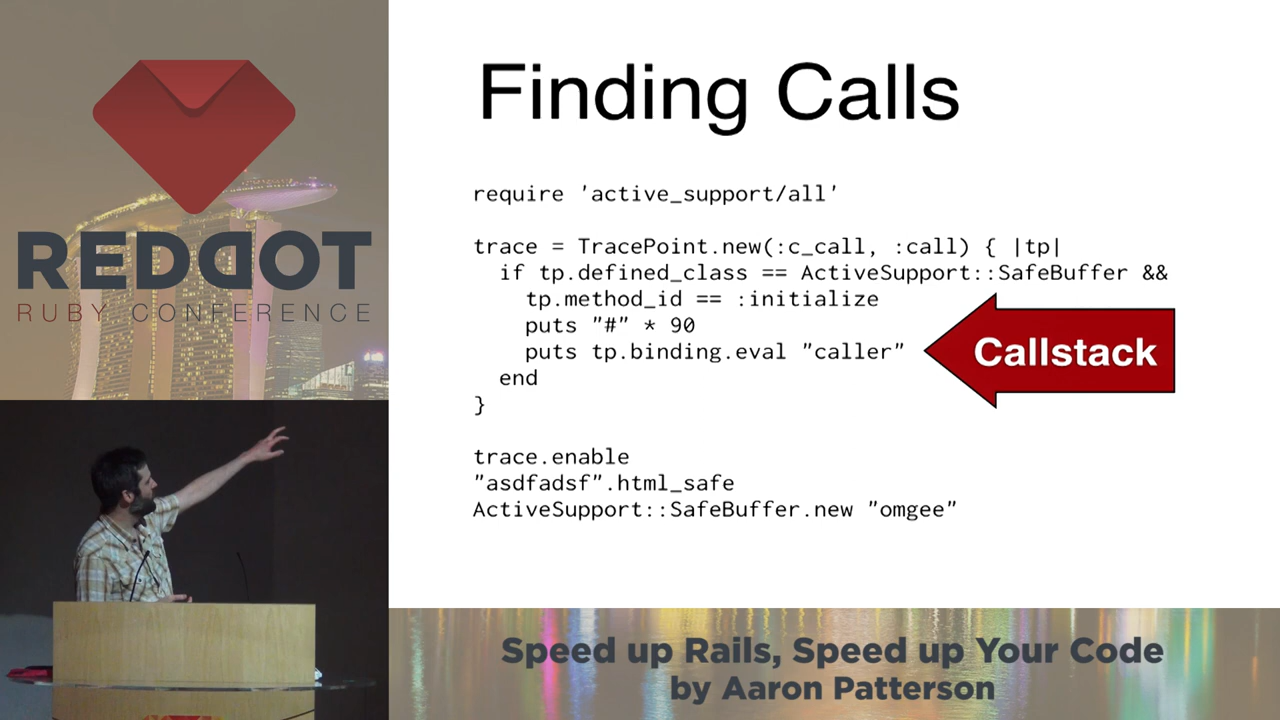 REDDOT
RUBY CONFERENCE
Finding Calls
require 'active_support/all'
trace = TracePoint.new(:c_call, :call) { |tp|
if tp.defined_class == ActiveSupport::SafeBuffer &&
tp.method_id == :initialize
puts "#" * 90
puts tp.binding.eval "caller"
end
}
Callstack
trace.enable
"asdfadsf".html_safe
ActiveSupport::SafeBuffer.new "omgee"
Speed up Rails, Speed up Your Code
by Aaron Patterson